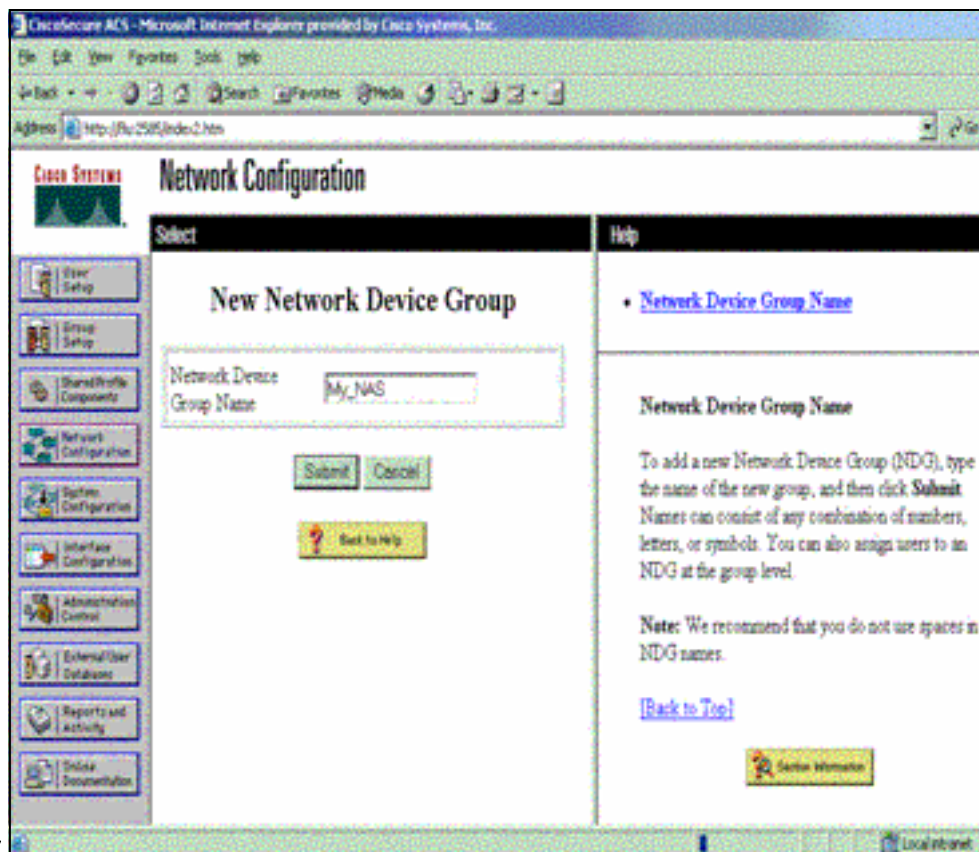 CiscoSecure ACS - Microsoft Internet Explorer provided by Cisco Systems, Inc.
File Edit View Favorites Tools Help
Back Search Favorites Media
Address
CISCO SYSTEMS
Network Configuration
Select
Help
User
Setup
Group
Setup
Shared Profile
Components
Network
Configuration
System
Configuration
Interface
Configuration
Administration
Control
External User
Databases
Reports and
Activity
Online
Documentation
New Network Device Group
Network Device
Group Name
My_NAS
Submit Cancel
Back to Help
• Network Device Group Name
Network Device Group Name
To add a new Network Device Group (NDG), type
the name of the new group, and then click Submit
Names can consist of any combination of numbers,
letters, or symbols. You can also assign users to an
NDG at the group level.
Note: We recommend that you do not use spaces in
NDG names.
[Back to Top]
Section Information
Local intranet